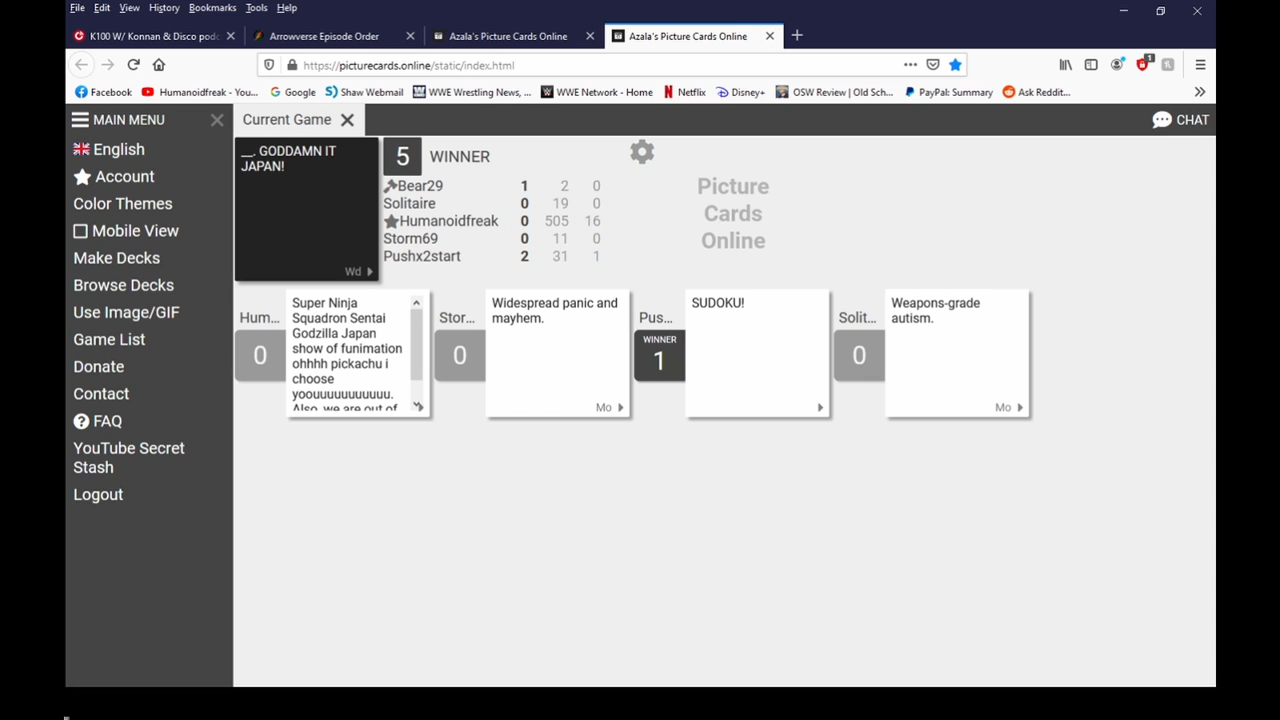 File Edit View History Bookmarks Tools Help
K100 W/ Konnan & Disco podc
Arrowverse Episode Order
Azala's Picture Cards Online
Azala's Picture Cards Online
https://picturecards.online/static/index.html
1
Facebook Humanoidfreak - You... Google Shaw Webmail WWE Wrestling News, ... WWE Network - Home Netflix Disney+ OSW Review | Old Sch... PayPal: Summary Ask Reddit...
MAIN MENU
Current Game
CHAT
English
Account
Color Themes
Mobile View
Make Decks
Browse Decks
Use Image/GIF
Game List
Donate
Contact
FAQ
YouTube Secret
Stash
Logout
__. GODDAMN IT
JAPAN!
Wd
5 WINNER
Bear29 1 2 0
Solitaire 0 19 0
Humanoidfreak 0 505 16
Storm69 0 11 0
Pushx2start 2 31 1
Picture
Cards
Online
Hum...
0
Super Ninja
Squadron Sentai
Godzilla Japan
show of funimation
ohhhh pickachu i
choose
yoouuuuuuuuuuu.
Also, we are out of
Stor...
0
Widespread panic and
mayhem.
Mo
Pus...
WINNER
1
SUDOKU!
Solit...
0
Weapons-grade
autism.
Mo